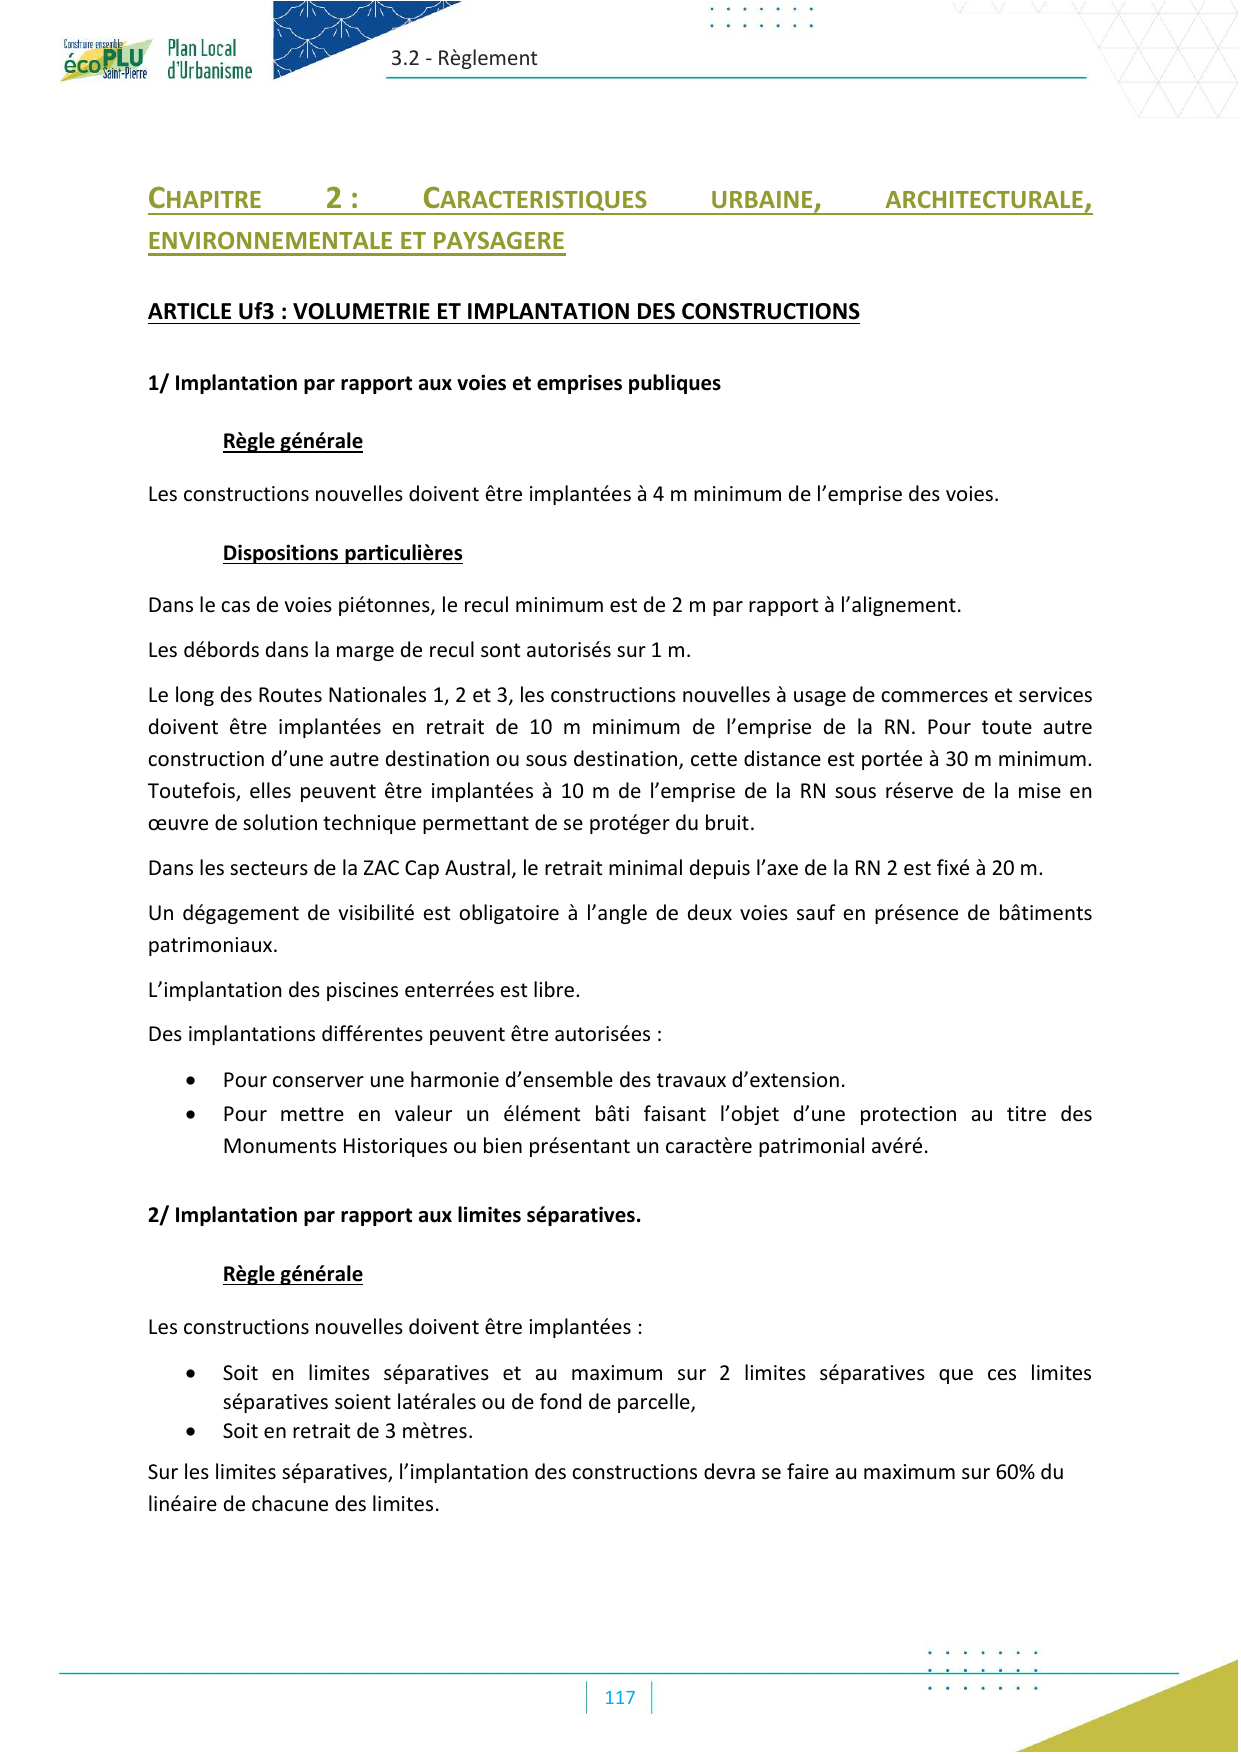 Construire ensemble
écoPLU
Saint-Pierre
Plan Local
d'Urbanisme
3.2 - Règlement
CHAPITRE 2 : CARACTERISTIQUES URBAINE, ARCHITECTURALE,
ENVIRONNEMENTALE ET PAYSAGERE
ARTICLE Uf3 : VOLUMETRIE ET IMPLANTATION DES CONSTRUCTIONS
1/ Implantation par rapport aux voies et emprises publiques
Règle générale
Les constructions nouvelles doivent être implantées à 4 m minimum de l’emprise des voies.
Dispositions particulières
Dans le cas de voies piétonnes, le recul minimum est de 2 m par rapport à l’alignement.
Les débords dans la marge de recul sont autorisés sur 1 m.
Le long des Routes Nationales 1, 2 et 3, les constructions nouvelles à usage de commerces et services
doivent être implantées en retrait de 10 m minimum de l’emprise de la RN. Pour toute autre
construction d’une autre destination ou sous destination, cette distance est portée à 30 m minimum.
Toutefois, elles peuvent être implantées à 10 m de l’emprise de la RN sous réserve de la mise en
œuvre de solution technique permettant de se protéger du bruit.
Dans les secteurs de la ZAC Cap Austral, le retrait minimal depuis l’axe de la RN 2 est fixé à 20 m.
Un dégagement de visibilité est obligatoire à l’angle de deux voies sauf en présence de bâtiments
patrimoniaux.
L’implantation des piscines enterrées est libre.
Des implantations différentes peuvent être autorisées :
• Pour conserver une harmonie d’ensemble des travaux d’extension.
• Pour mettre en valeur un élément bâti faisant l’objet d’une protection au titre des
Monuments Historiques ou bien présentant un caractère patrimonial avéré.
2/ Implantation par rapport aux limites séparatives.
Règle générale
Les constructions nouvelles doivent être implantées :
• Soit en limites séparatives et au maximum sur 2 limites séparatives que ces limites
séparatives soient latérales ou de fond de parcelle,
• Soit en retrait de 3 mètres.
Sur les limites séparatives, l’implantation des constructions devra se faire au maximum sur 60% du
linéaire de chacune des limites.
117